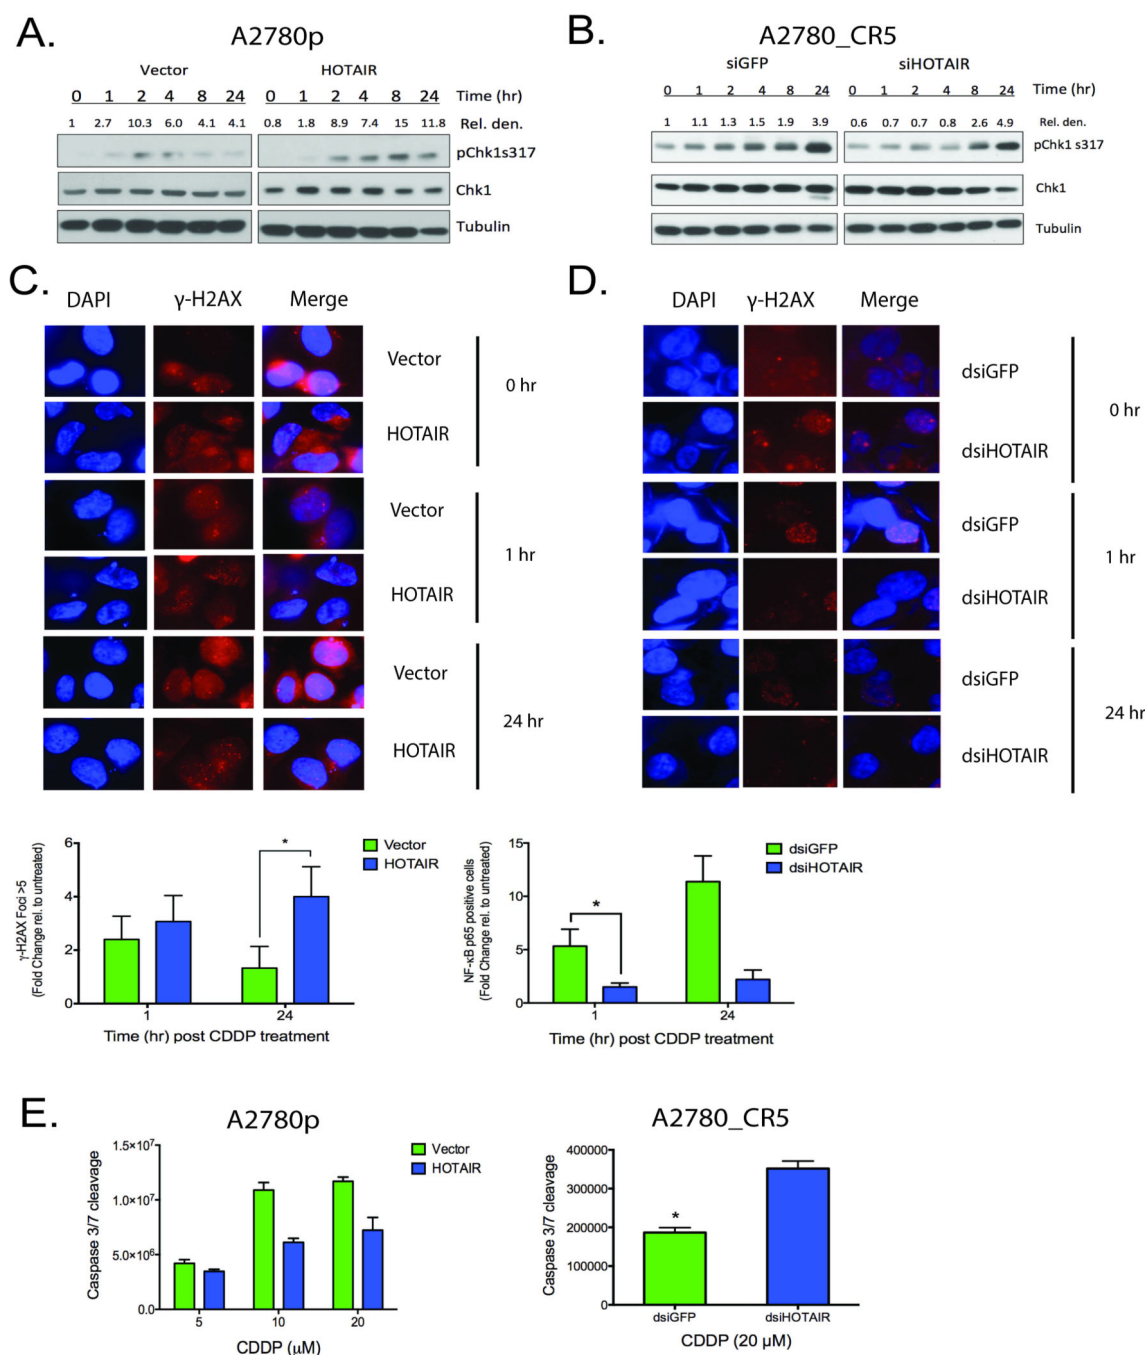 A.
A2780p
Vector HOTAIR
0 1 2 4 8 24 0 1 2 4 8 24 Time (hr)
1 2.7 10.3 6.0 4.1 4.1 0.8 1.8 8.9 7.4 15 11.8 Rel. den.
pChk1s317
Chk1
Tubulin
B.
A2780_CR5
siGFP siHOTAIR
0 1 2 4 8 24 0 1 2 4 8 24 Time (hr)
1 1.1 1.3 1.5 1.9 3.9 0.6 0.7 0.7 0.8 2.6 4.9 Rel. den.
pChk1 s317
Chk1
Tubulin
C.
DAPI γ-H2AX Merge
Vector
0 hr
HOTAIR
Vector
1 hr
HOTAIR
Vector
24 hr
HOTAIR
γ-H2AX Foci >5
(Fold Change rel. to untreated)
6
4
2
0
*
Vector
HOTAIR
1 24
Time (hr) post CDDP treatment
D.
DAPI γ-H2AX Merge
dsiGFP
0 hr
dsiHOTAIR
dsiGFP
1 hr
dsiHOTAIR
dsiGFP
24 hr
dsiHOTAIR
NF-κB p65 positive cells
(Fold Change rel. to untreated)
15
10
5
0
*
dsiGFP
dsiHOTAIR
1 24
Time (hr) post CDDP treatment
E.
A2780p
Caspase 3/7 cleavage
1.5×10⁷
1.0×10⁷
5.0×10⁶
0.0
Vector
HOTAIR
5 10 20
CDDP (μM)
A2780_CR5
Caspase 3/7 cleavage
400000
300000
200000
100000
0
*
dsiGFP dsiHOTAIR
CDDP (20 μM)